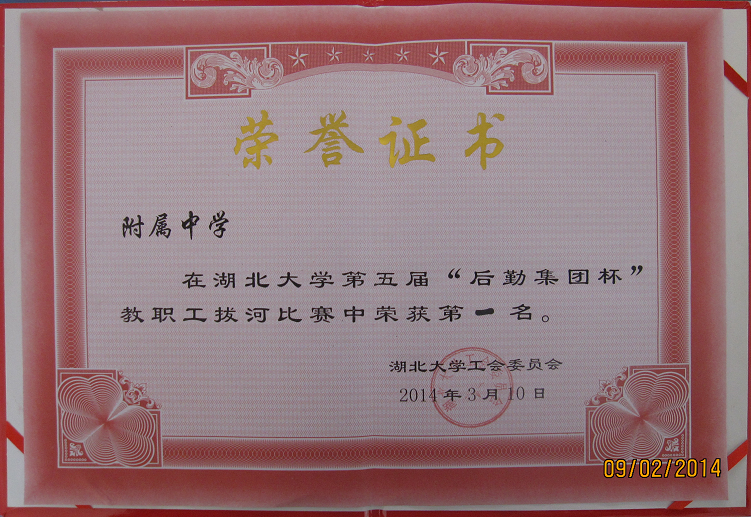 荣誉证书
附属中学
在湖北大学第五届“后勤集团杯”
教职工拔河比赛中荣获第一名。
湖北大学工会委员会
2014年3月10日
09/02/2014